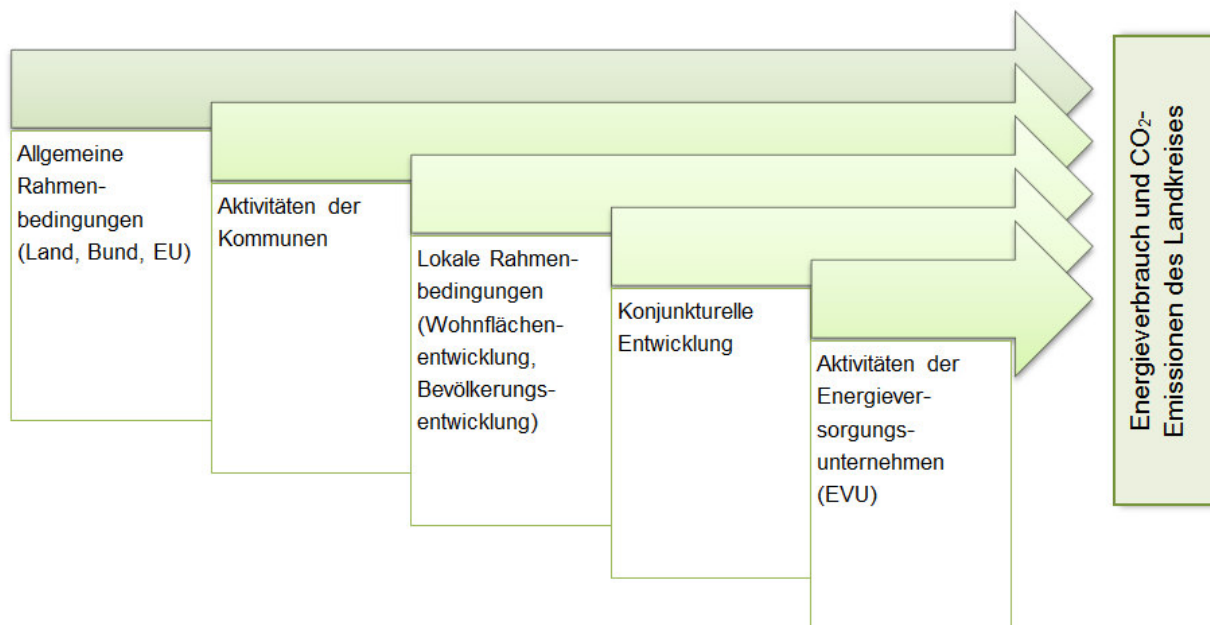 Allgemeine
Rahmen-
bedingungen
(Land, Bund, EU)
Aktivitäten der
Kommunen
Lokale Rahmen-
bedingungen
(Wohnflächen-
entwicklung,
Bevölkerungs-
entwicklung)
Konjunkturelle
Entwicklung
Aktivitäten der
Energiever-
sorgungs-
unternehmen
(EVU)
Energieverbrauch und CO₂-
Emissionen des Landkreises